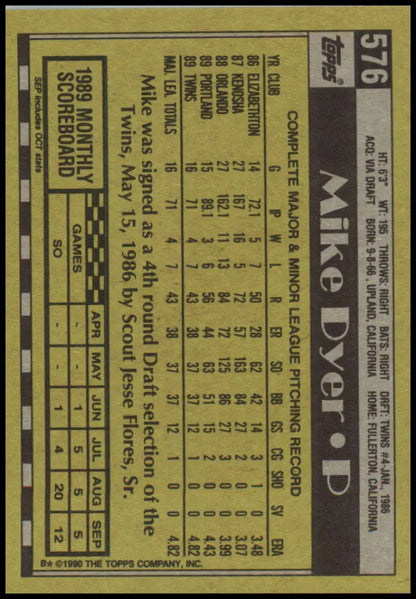 576
Topps®
HT: 6'3" WT: 195 THROWS: RIGHT BATS: RIGHT DRAFT: TWINS #4-JAN., 1986
ACQ: VIA DRAFT BORN: 9-8-66, UPLAND, CALIFORNIA HOME: FULLERTON, CALIFORNIA
Mike Dyer • P
COMPLETE MAJOR & MINOR LEAGUE PITCHING RECORD
YR CLUB G IP W L R ER SO BB GS CG SHO SV ERA
86 ELIZABETHTON 14 72.1 5 7 50 28 62 42 14 3 1 0 3.48
87 KENOSHA 27 167 16 5 72 57 163 84 27 2 0 0 3.07
88 ORLANDO 27 162.1 11 13 84 72 125 86 27 3 0 0 3.99
89 PORTLAND 15 89.1 3 6 56 44 63 51 15 2 0 0 4.43
89 TWINS 16 71 4 7 43 38 37 37 12 1 0 0 4.82
MAJ. LEA. TOTALS 16 71 4 7 43 38 37 37 12 1 0 0 4.82
Mike was signed as a 4th round Draft selection of the
Twins, May 15, 1986 by Scout Jesse Flores, Sr.
1989 MONTHLY
SCOREBOARD
SEP includes OCT stats
APR MAY JUN JUL AUG SEP
GAMES - - 1 5 5 5
SO - - 1 4 20 12
B* ©1990 THE TOPPS COMPANY, INC.